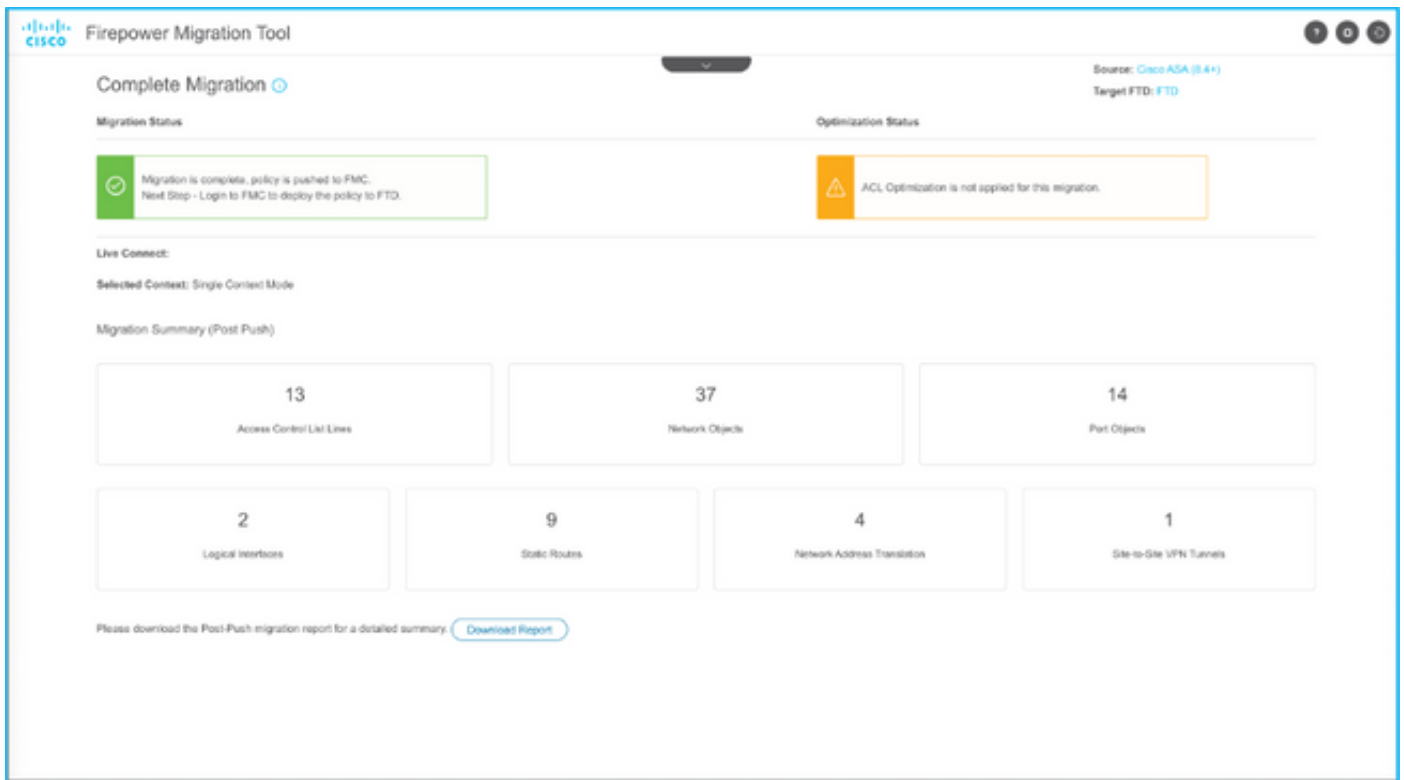 CISCO Firepower Migration Tool
Complete Migration
Source: Cisco ASA (8.4+)
Target FTD: FTD
Migration Status
Optimization Status
Migration is complete, policy is pushed to FMC.
Next Step - Login to FMC to deploy the policy to FTD.
ACL Optimization is not applied for this migration.
Live Connect:
Selected Context: Single Context Mode
Migration Summary (Post Push)
13
Access Control List Lines
37
Network Objects
14
Port Objects
2
Logical Interfaces
9
Static Routes
4
Network Address Translation
1
Site-to-Site VPN Tunnels
Please download the Post-Push migration report for a detailed summary. Download Report